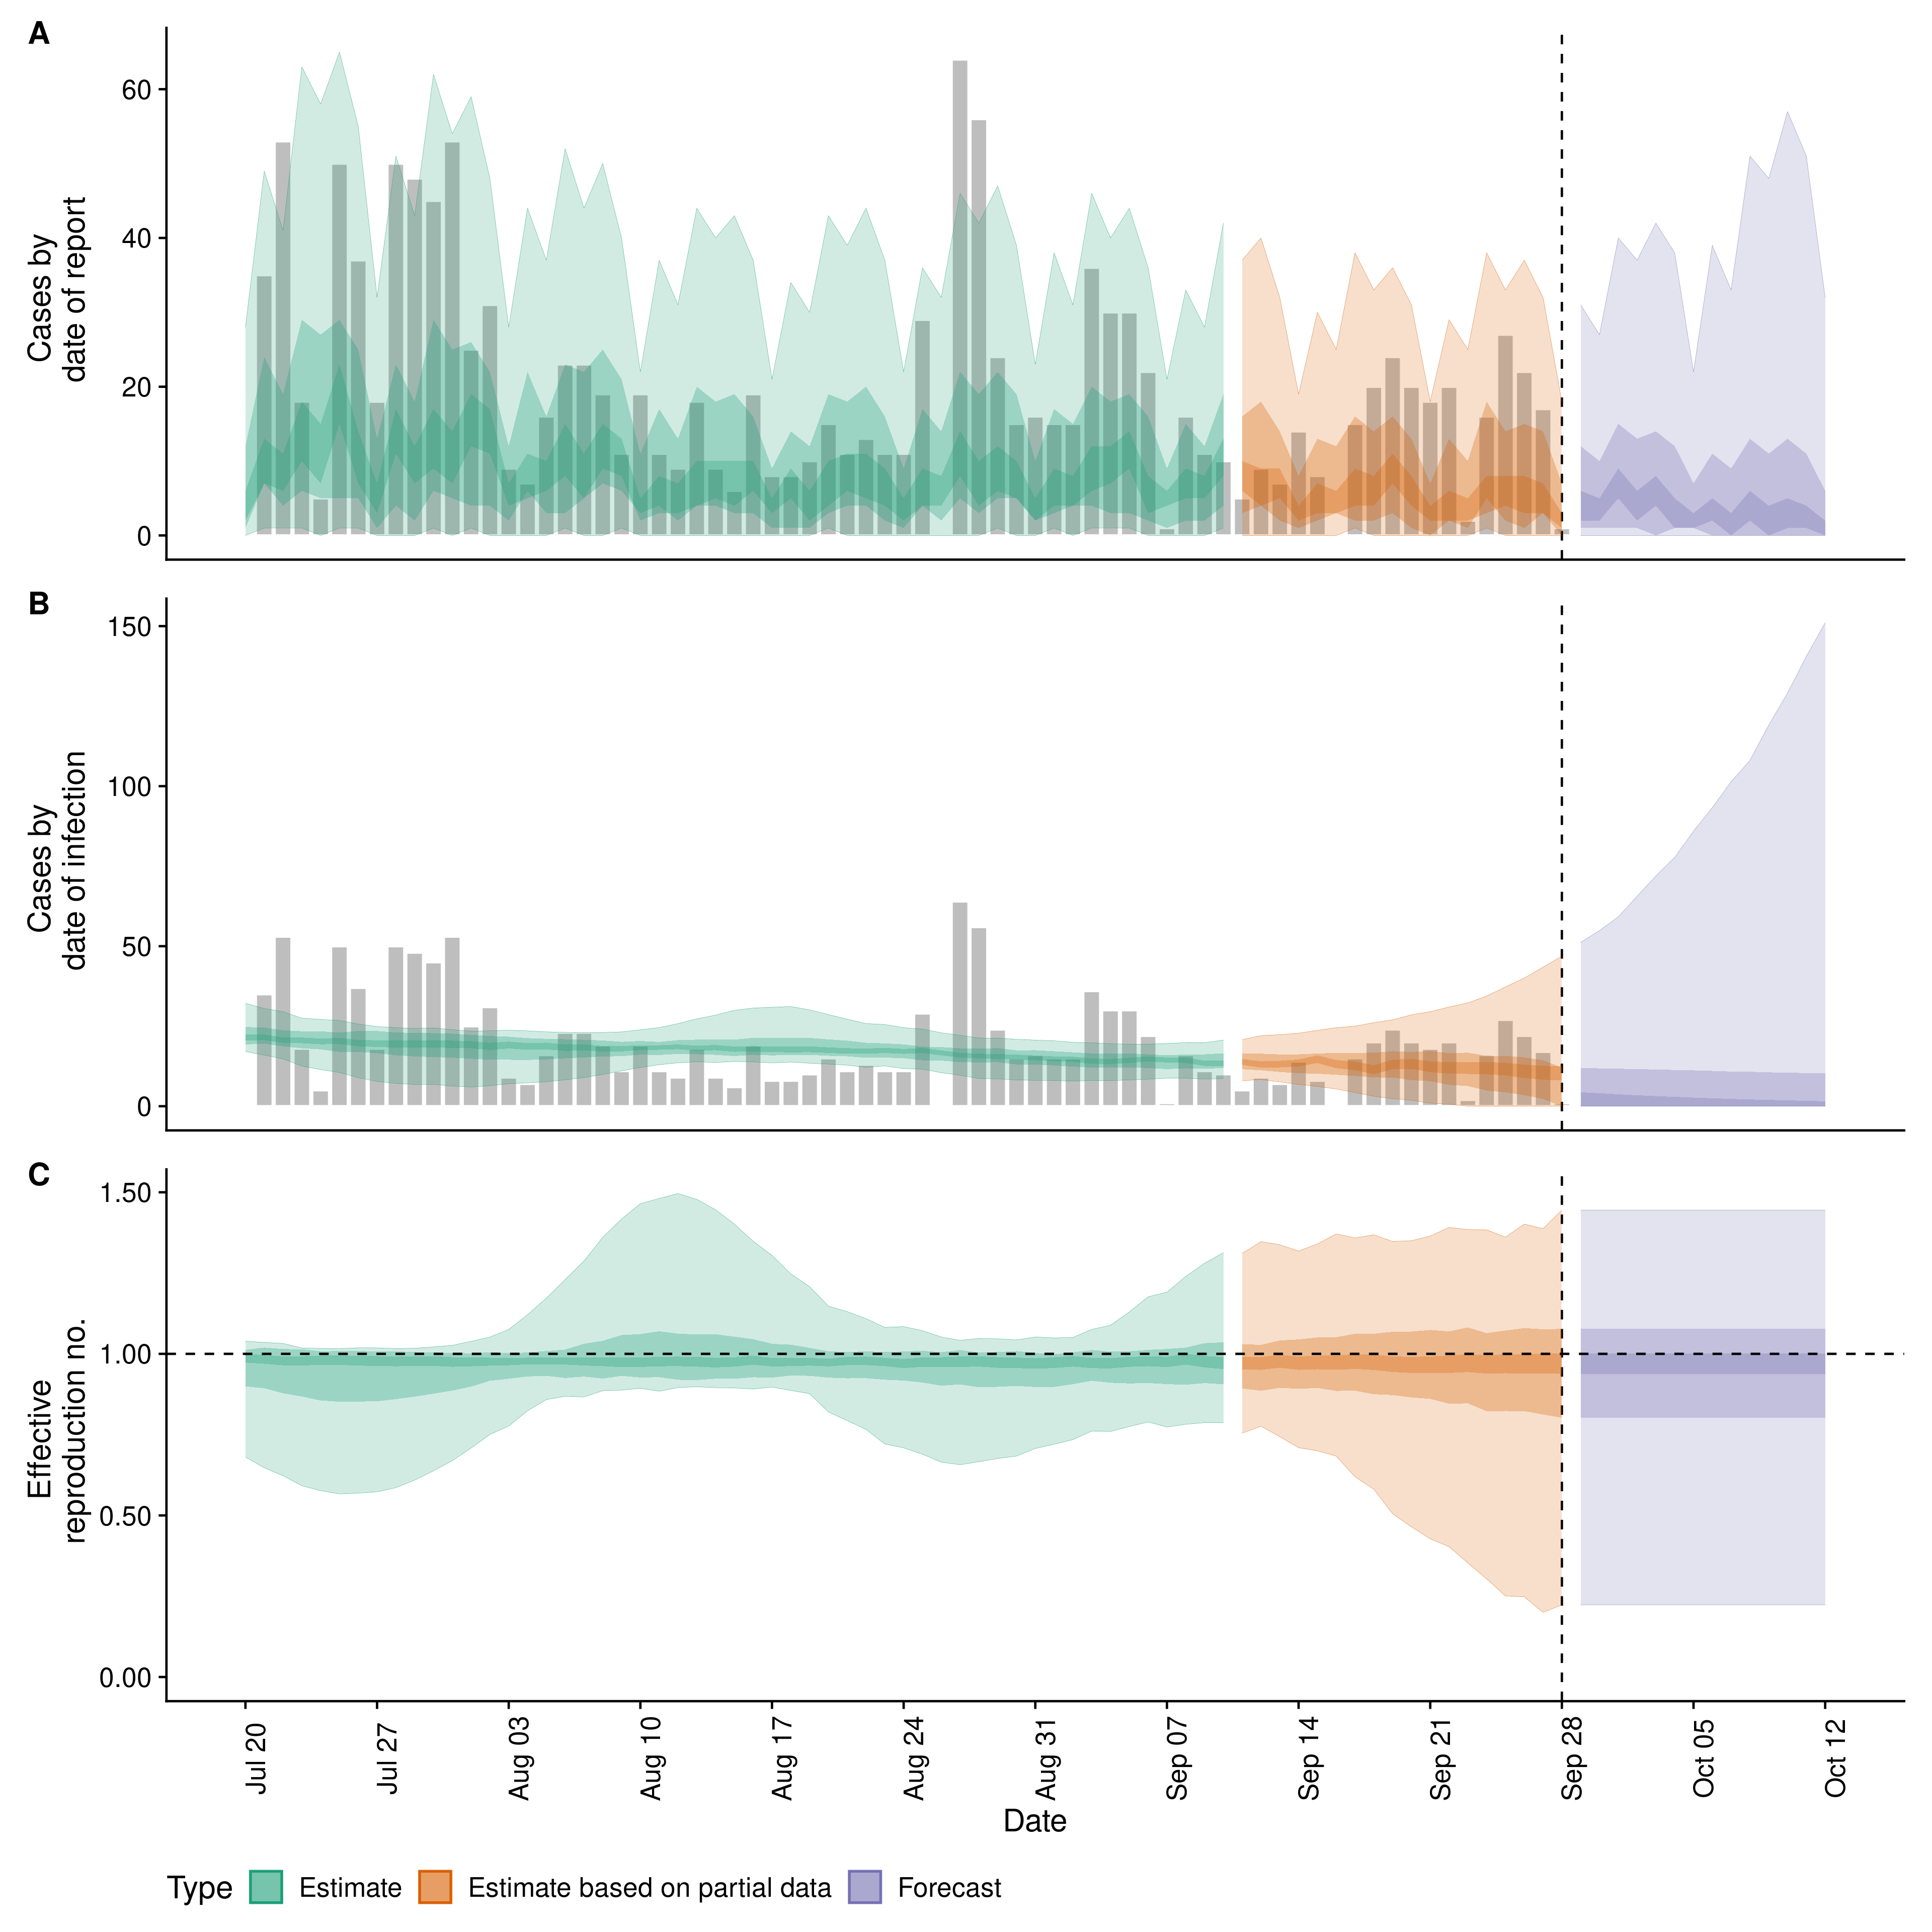 A
60
40
20
0
Cases by
date of report
B
150
100
50
0
Cases by
date of infection
C
1.50
1.00
0.50
0.00
Effective
reproduction no.
Jul 20
Jul 27
Aug 03
Aug 10
Aug 17
Aug 24
Aug 31
Sep 07
Sep 14
Sep 21
Sep 28
Oct 05
Oct 12
Date
Type Estimate Estimate based on partial data Forecast